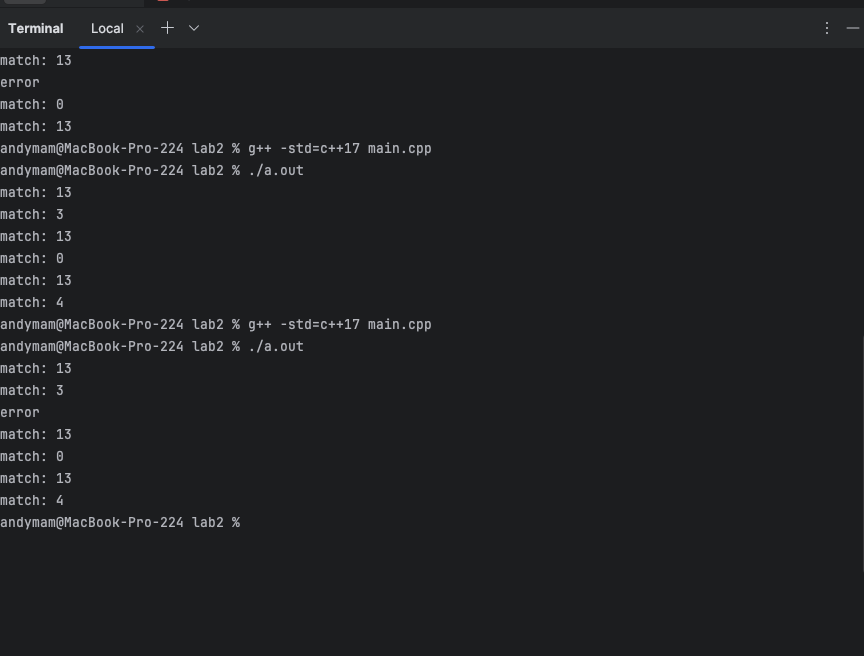 Terminal Local
match: 13
error
match: 0
match: 13
andymam@MacBook-Pro-224 lab2 % g++ -std=c++17 main.cpp
andymam@MacBook-Pro-224 lab2 % ./a.out
match: 13
match: 3
match: 13
match: 0
match: 13
match: 4
andymam@MacBook-Pro-224 lab2 % g++ -std=c++17 main.cpp
andymam@MacBook-Pro-224 lab2 % ./a.out
match: 13
match: 3
error
match: 13
match: 0
match: 13
match: 4
andymam@MacBook-Pro-224 lab2 %